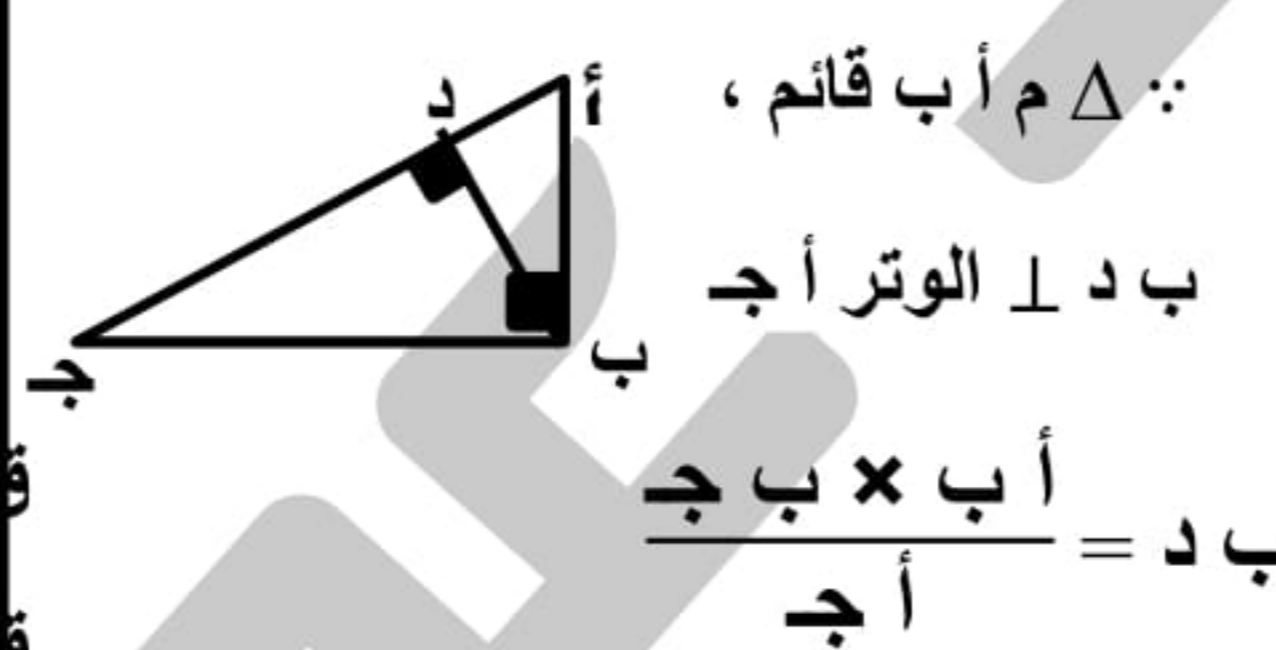 ∵ Δ م أ ب قائم ،
ب د ⊥ الوتر أ جـ
ب د = أ ب × ب جـ
أ جـ
أ
د
ب
جـ